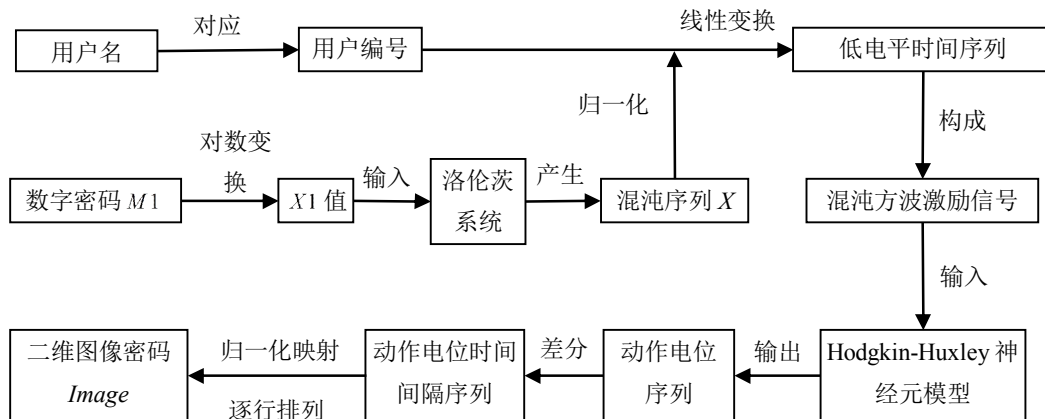 对应
线性变换
用户名
用户编号
低电平时间序列
归一化
构成
对数变
换
输入
产生
数字密码 M1
X1 值
洛伦茨
系统
混沌序列 X
混沌方波激励信号
输入
二维图像密码
Image
归一化映射
逐行排列
动作电位时间
间隔序列
差分
动作电位
序列
输出
Hodgkin-Huxley 神
经元模型